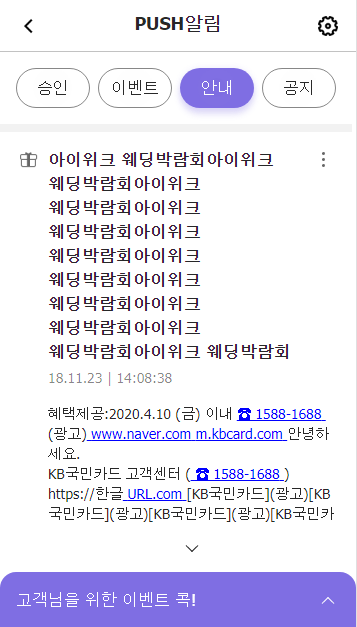 PUSH알림
승인 이벤트 안내 공지
아이위크 웨딩박람회아이위크
웨딩박람회아이위크
웨딩박람회아이위크
웨딩박람회아이위크
웨딩박람회아이위크
웨딩박람회아이위크
웨딩박람회아이위크
웨딩박람회아이위크
웨딩박람회아이위크 웨딩박람회
18.11.23 | 14:08:38
혜택제공:2020.4.10 (금) 이내 ☎ 1588-1688
(광고) www.naver.com m.kbcard.com 안녕하
세요.
KB국민카드 고객센터 ( ☎ 1588-1688 )
https://한글 URL.com [KB국민카드](광고)[KB
국민카드](광고)[KB국민카드](광고)[KB국민카
고객님을 위한 이벤트 콕!